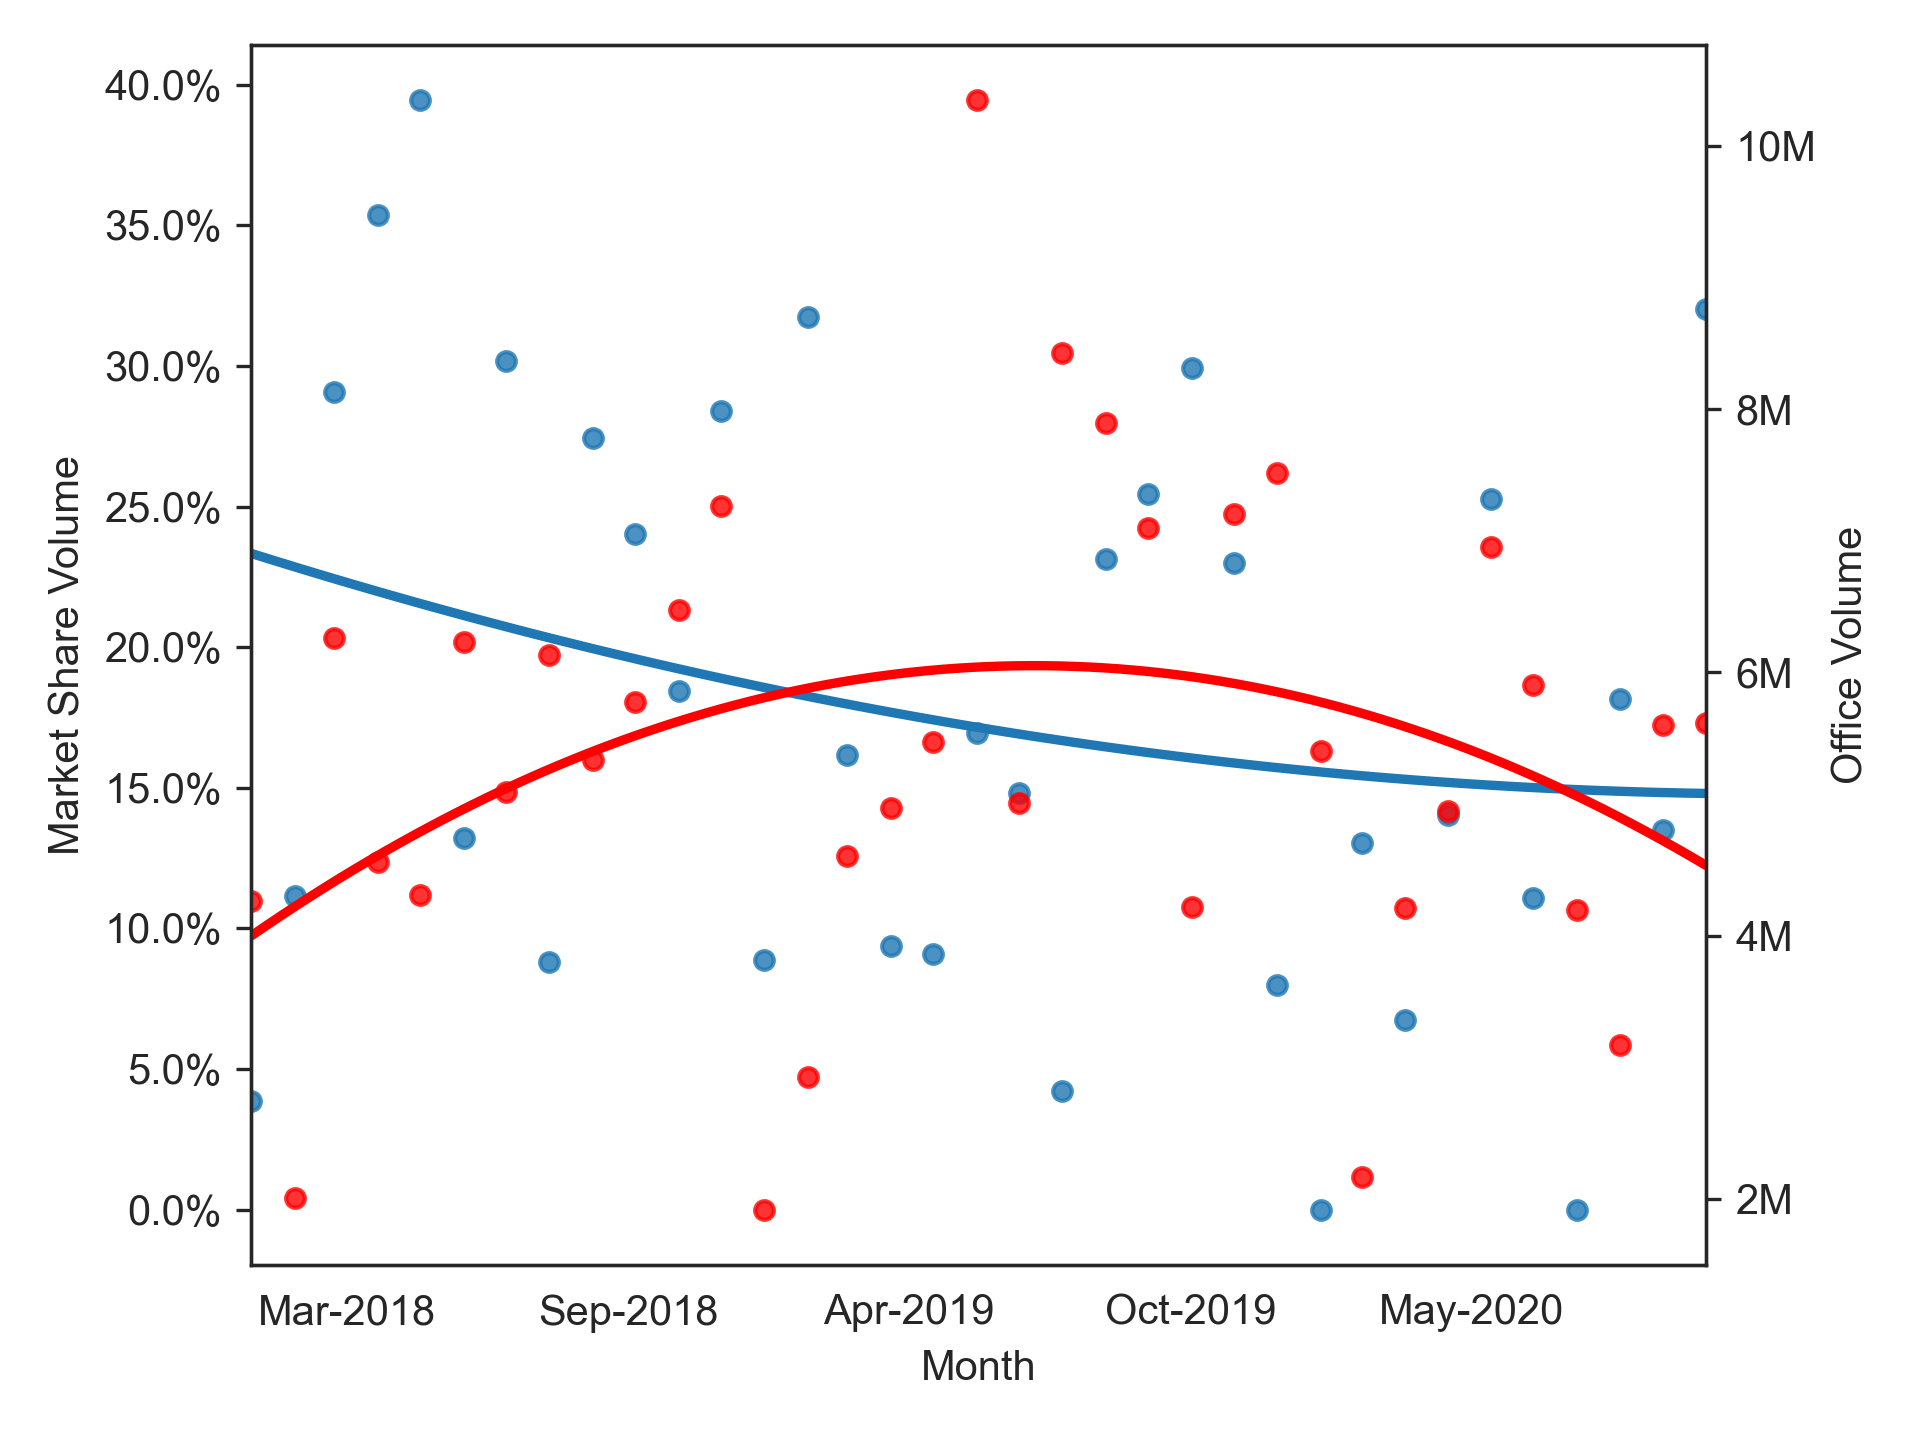 40.0%
35.0%
30.0%
25.0%
20.0%
15.0%
10.0%
5.0%
0.0%
Market Share Volume
10M
8M
6M
4M
2M
Office Volume
Mar-2018
Sep-2018
Apr-2019
Oct-2019
May-2020
Month